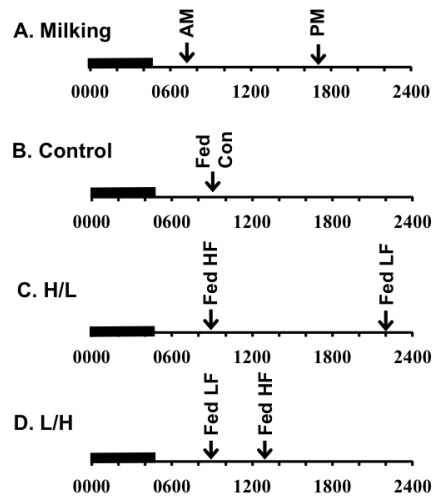 A. Milking
AM
PM
0000 0600 1200 1800 2400
B. Control
Fed
Con
0000 0600 1200 1800 2400
C. H/L
Fed HF
Fed LF
0000 0600 1200 1800 2400
D. L/H
Fed LF
Fed HF
0000 0600 1200 1800 2400